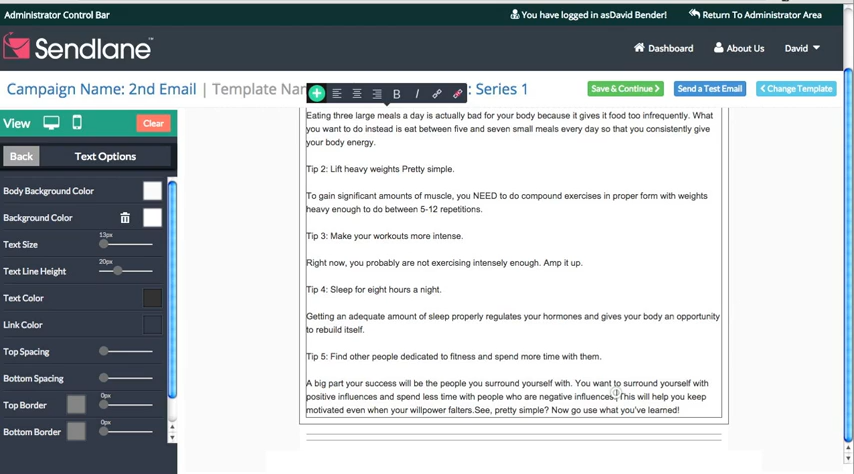 Administrator Control Bar
You have logged in asDavid Bender!
Return To Administrator Area
Sendlane™
Dashboard
About Us
David
Campaign Name: 2nd Email | Template Nam
: Series 1
Save & Continue
Send a Test Email
Change Template
B I
View
Clear
Back
Text Options
Body Background Color
Background Color
Text Size
13px
Text Line Height
20px
Text Color
Link Color
Top Spacing
Bottom Spacing
Top Border
0px
Bottom Border
0px
Eating three large meals a day is actually bad for your body because it gives it food too infrequently. What
you want to do instead is eat between five and seven small meals every day so that you consistently give
your body energy.
Tip 2: Lift heavy weights Pretty simple.
To gain significant amounts of muscle, you NEED to do compound exercises in proper form with weights
heavy enough to do between 5-12 repetitions.
Tip 3: Make your workouts more intense.
Right now, you probably are not exercising intensely enough. Amp it up.
Tip 4: Sleep for eight hours a night.
Getting an adequate amount of sleep properly regulates your hormones and gives your body an opportunity
to rebuild itself.
Tip 5: Find other people dedicated to fitness and spend more time with them.
A big part your success will be the people you surround yourself with. You want to surround yourself with
positive influences and spend less time with people who are negative influences. This will help you keep
motivated even when your willpower falters.See, pretty simple? Now go use what you've learned!